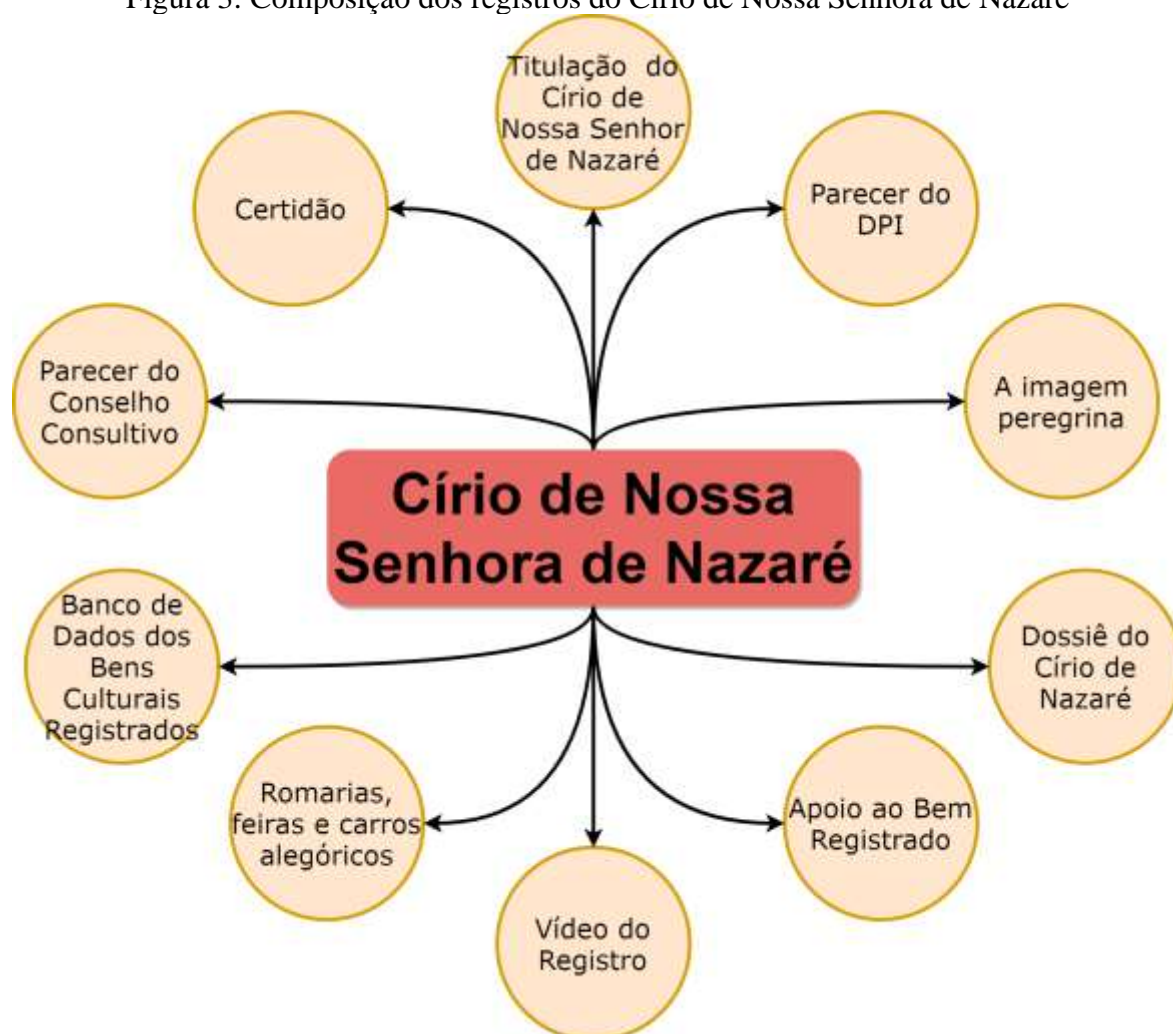 Figura 3: Composição dos registros do Círio de Nossa Senhora de Nazaré
Titulação do
Círio de
Nossa Senhor
de Nazaré
Certidão
Parecer do
DPI
Parecer do
Conselho
Consultivo
A imagem
peregrina
Círio de Nossa
Senhora de Nazaré
Banco de
Dados dos
Bens
Culturais
Registrados
Dossiê do
Círio de
Nazaré
Romarias,
feiras e carros
alegóricos
Apoio ao Bem
Registrado
Vídeo do
Registro